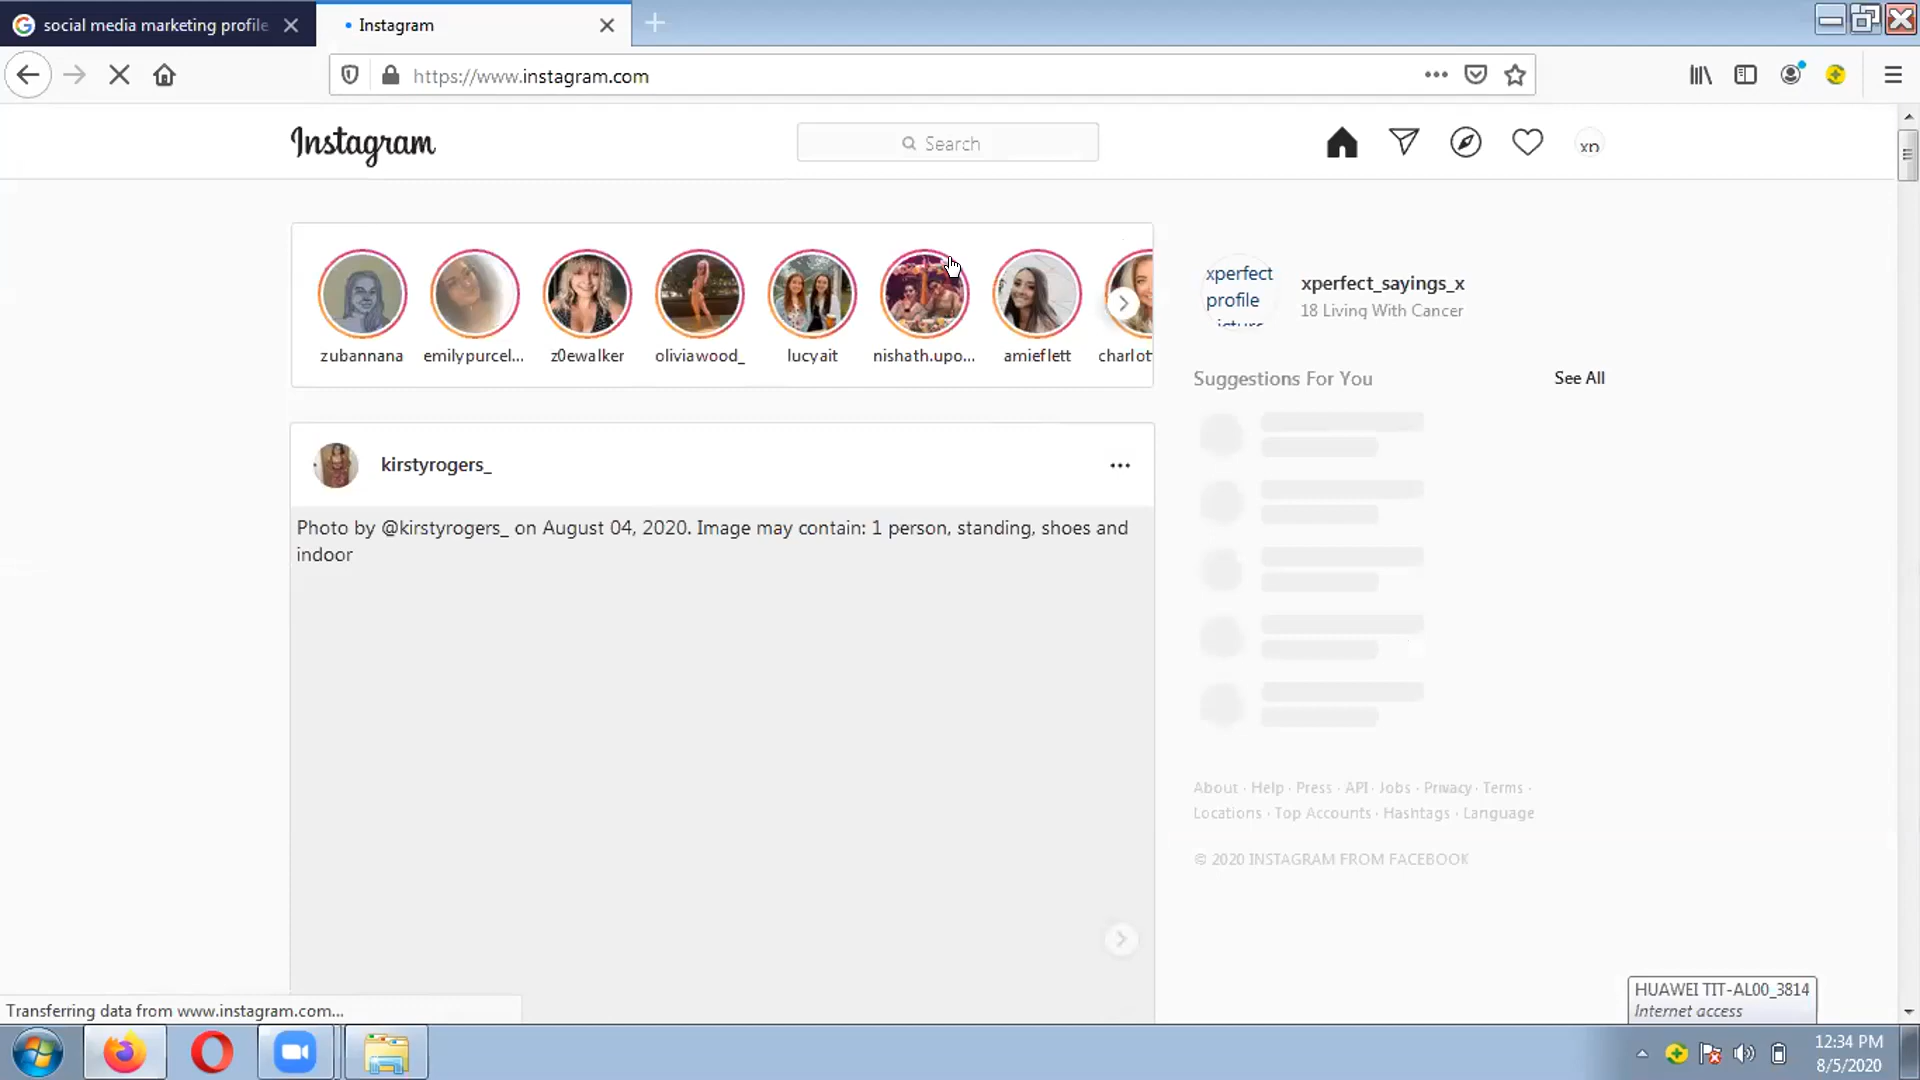 social media marketing profile
Instagram
https://www.instagram.com
Instagram
Search
xp
zubannana
emilypurcel...
z0ewalker
oliviawood_
lucyait
nishath.upo...
amieflett
charlott
xperfect
profile
xperfect_sayings_x
18 Living With Cancer
Suggestions For You
See All
kirstyrogers_
Photo by @kirstyrogers_ on August 04, 2020. Image may contain: 1 person, standing, shoes and
indoor
About · Help · Press · API · Jobs · Privacy · Terms ·
Locations · Top Accounts · Hashtags · Language
© 2020 INSTAGRAM FROM FACEBOOK
Transferring data from www.instagram.com...
HUAWEI TIT-AL00_3814
Internet access
12:34 PM
8/5/2020